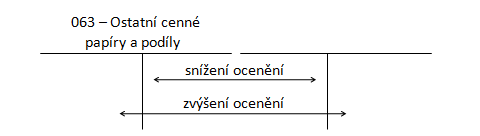 063 – Ostatní cenné
papíry a podíly
snížení ocenění
zvýšení ocenění